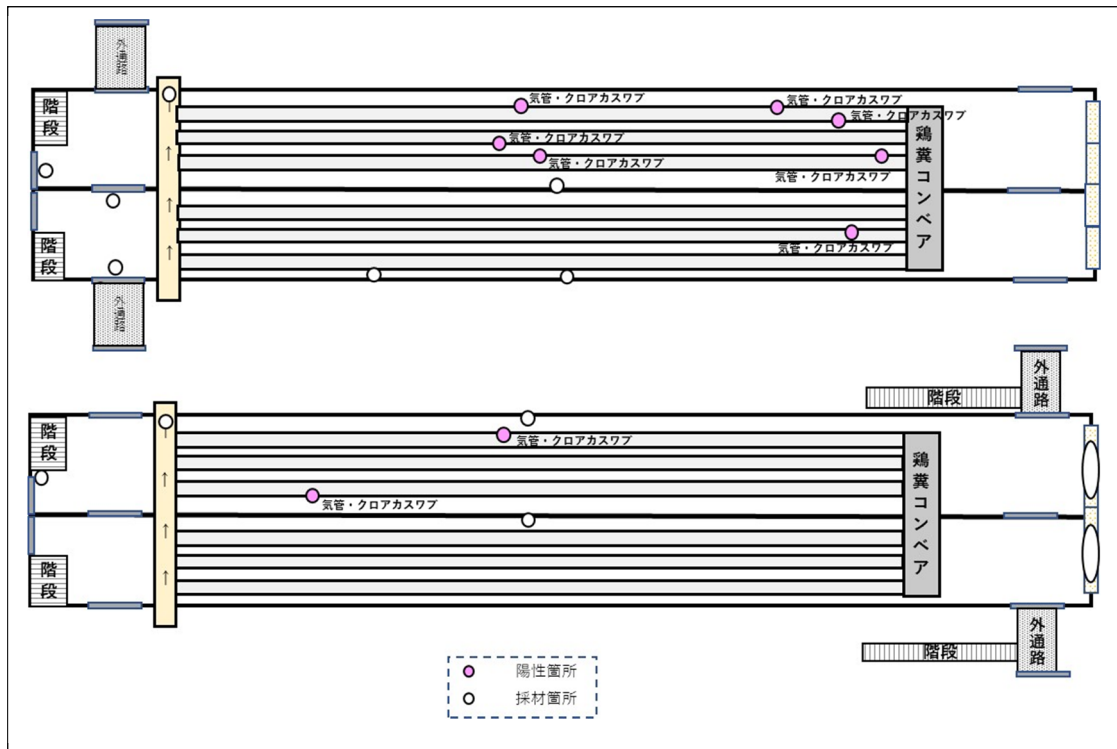 外通路
階段
気管・クロアカスワブ
気管・クロアカスワブ
気管・クロアカスワブ
気管・クロアカスワブ
気管・クロアカスワブ
気管・クロアカスワブ
鶏糞コンベア
↑
↑
↑
↑
階段
気管・クロアカスワブ
外通路
外通路
階段
階段
気管・クロアカスワブ
気管・クロアカスワブ
鶏糞コンベア
↑
↑
↑
↑
階段
外通路
階段
陽性箇所
採材箇所